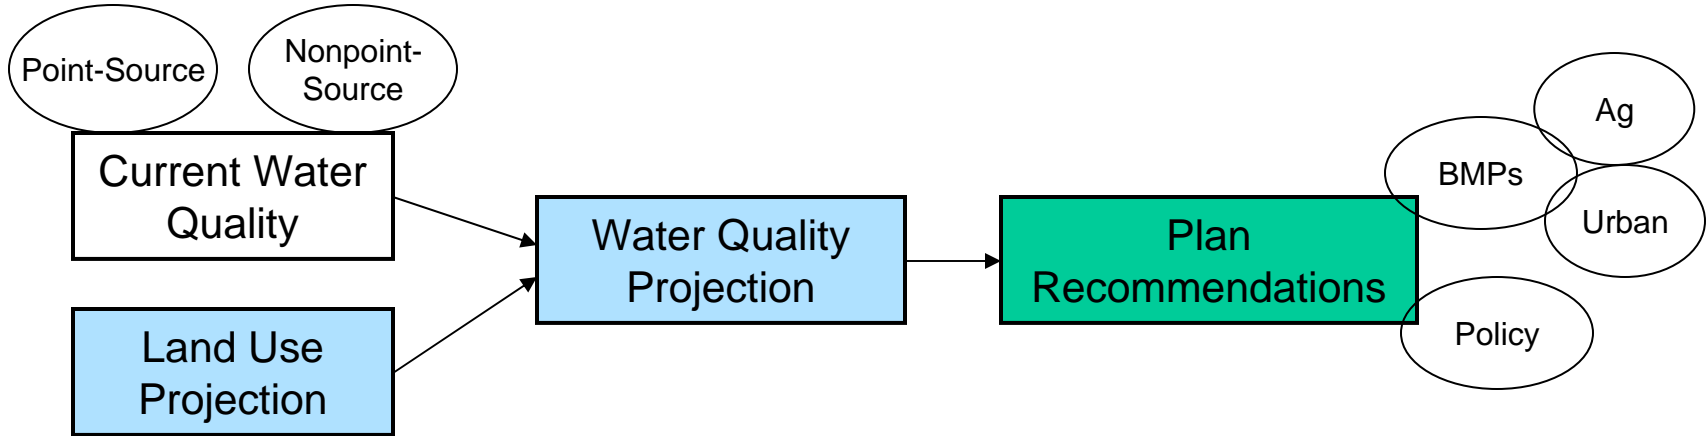 Point-Source
Nonpoint-
Source
Current Water
Quality
Land Use
Projection
Water Quality
Projection
Plan
Recommendations
BMPs
Ag
Urban
Policy